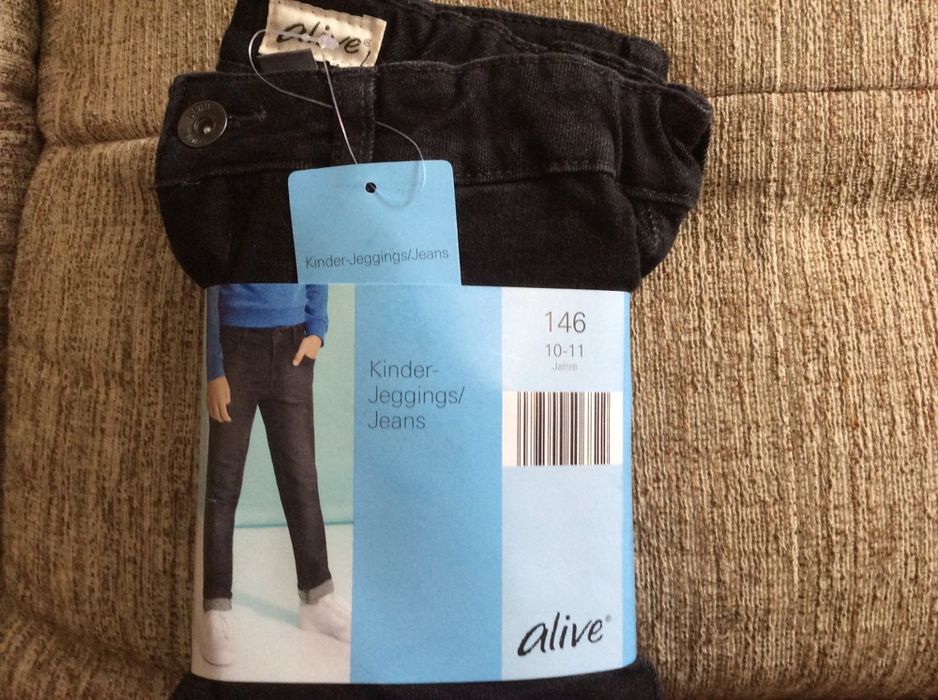 alive®
Kinder-Jeggings/Jeans
Kinder-
Jeggings/
Jeans
146
10-11
Jahre
alive®